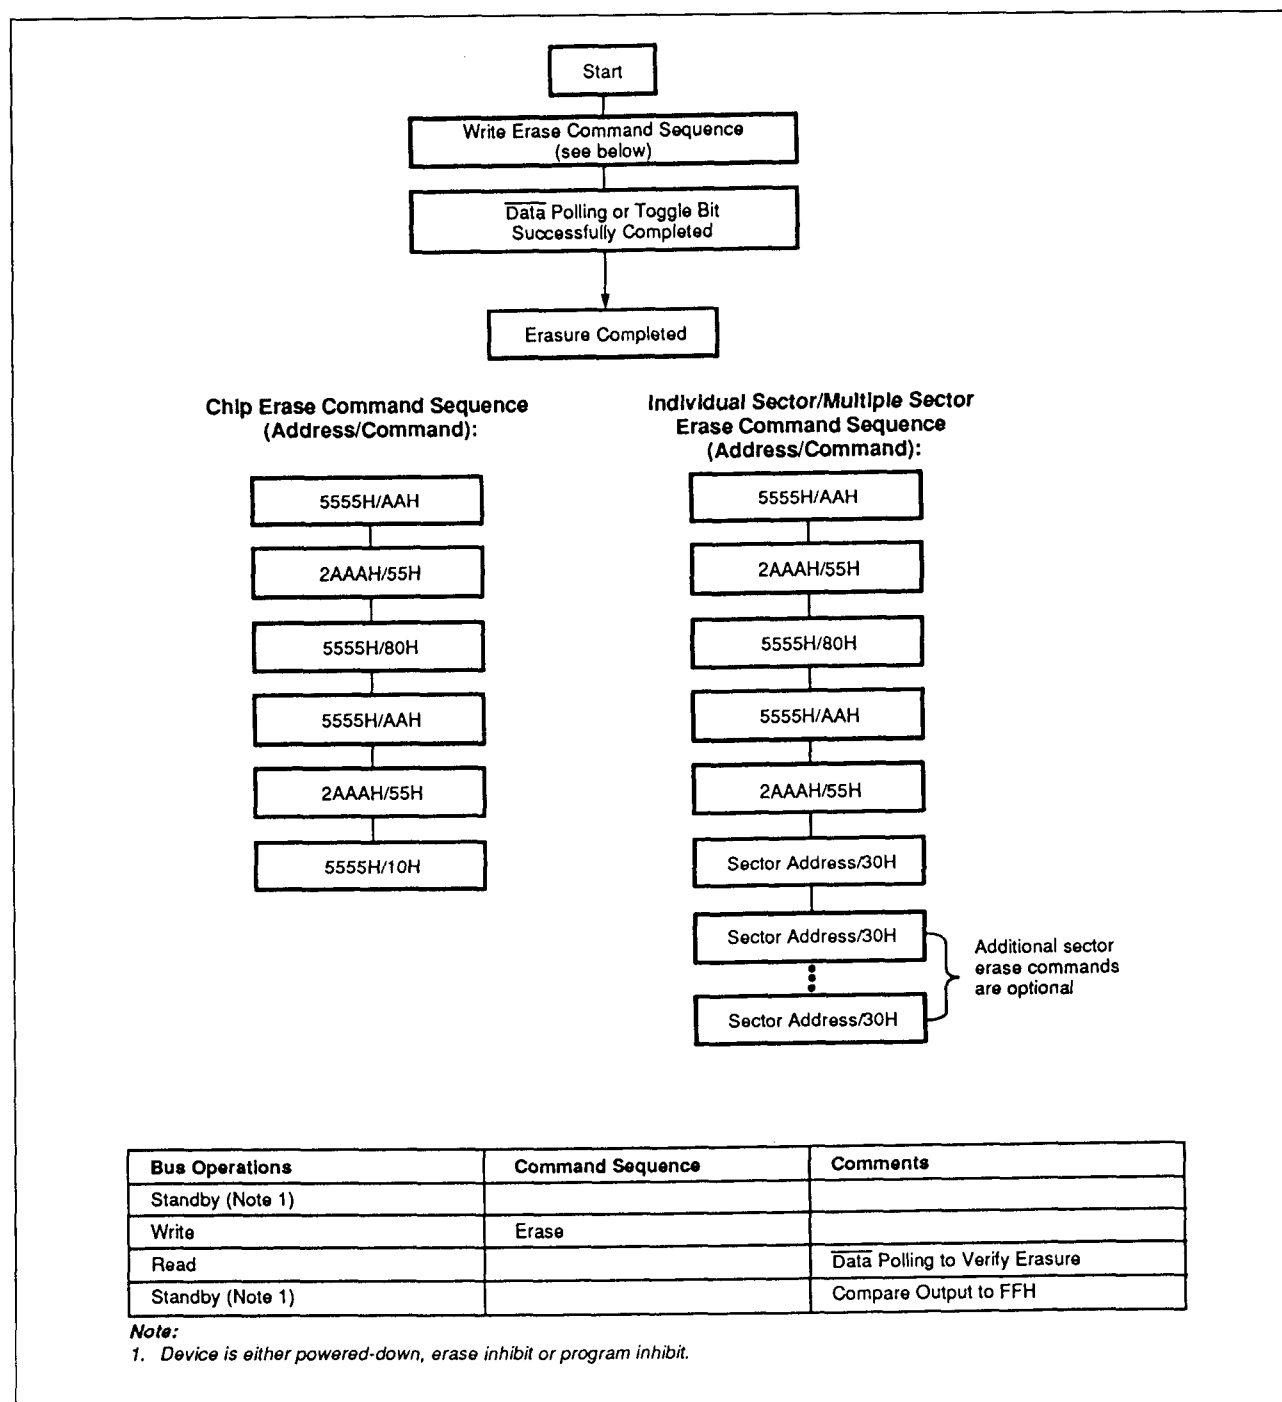 Start
Write Erase Command Sequence
(see below)
Data Polling or Toggle Bit
Successfully Completed
Erasure Completed
Chip Erase Command Sequence
(Address/Command):
5555H/AAH
2AAAH/55H
5555H/80H
5555H/AAH
2AAAH/55H
5555H/10H
Individual Sector/Multiple Sector
Erase Command Sequence
(Address/Command):
5555H/AAH
2AAAH/55H
5555H/80H
5555H/AAH
2AAAH/55H
Sector Address/30H
Sector Address/30H
Sector Address/30H
Additional sector
erase commands
are optional
Bus Operations Command Sequence Comments
Standby (Note 1)
Write Erase
Read Data Polling to Verify Erasure
Standby (Note 1) Compare Output to FFH
Note:
1. Device is either powered-down, erase inhibit or program inhibit.